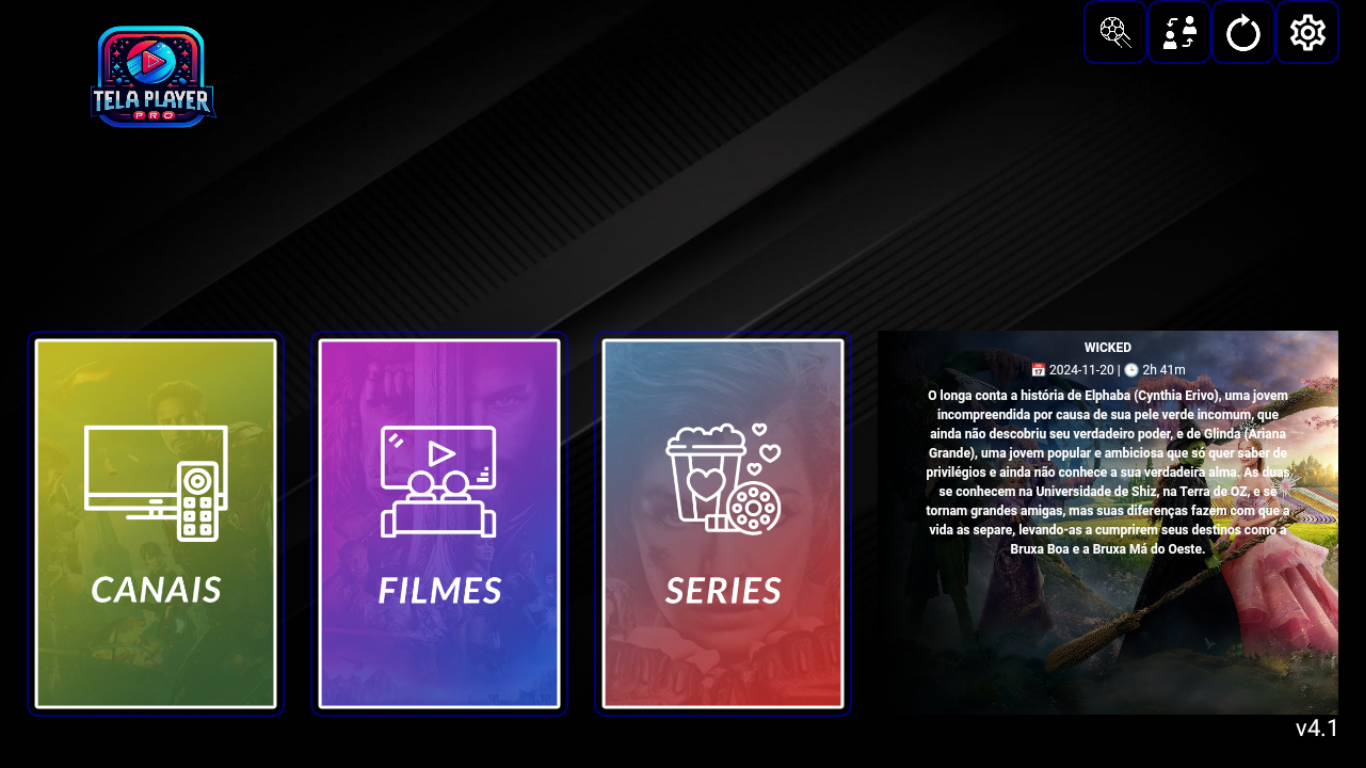 TELA PLAYER
PRO
CANAIS
FILMES
SERIES
WICKED
📅 2024-11-20 | 🕒 2h 41m
O longa conta a história de Elphaba (Cynthia Erivo), uma jovem
incompreendida por causa de sua pele verde incomum, que
ainda não descobriu seu verdadeiro poder, e de Glinda (Ariana
Grande), uma jovem popular e ambiciosa que só quer saber de
privilégios e ainda não conhece a sua verdadeira alma. As duas
se conhecem na Universidade de Shiz, na Terra de OZ, e se
tornam grandes amigas, mas suas diferenças fazem com que a
vida as separe, levando-as a cumprirem seus destinos como a
Bruxa Boa e a Bruxa Má do Oeste.
v4.1